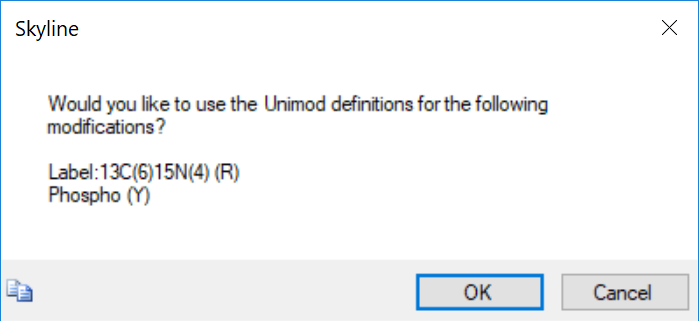 Skyline
Would you like to use the Unimod definitions for the following
modifications?
Label:13C(6)15N(4) (R)
Phospho (Y)
OK
Cancel